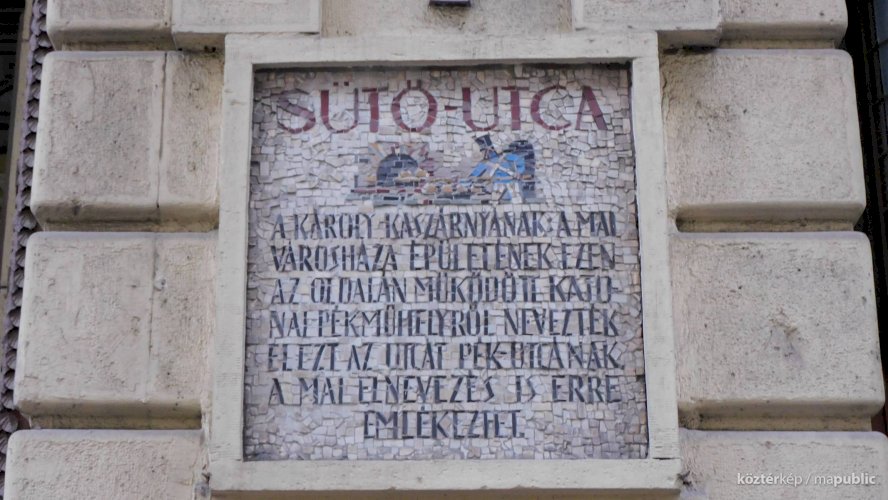 SÜTŐ-UTCA
A KÁROLY-KASZÁRNYÁNAK: A MAI
VÁROSHÁZA ÉPÜLETÉNEK EZEN
AZ OLDALÁN MŰKÖDÖTT KASZÓ
NAI PÉKMŰHELYRŐL NEVEZTÉK
EL EZT AZ UTCÁT PÉK-UTCÁNAK.
A MAI ELNEVEZÉS IS ERRE
EMLÉKEZTET.
köztérkép / mapublic